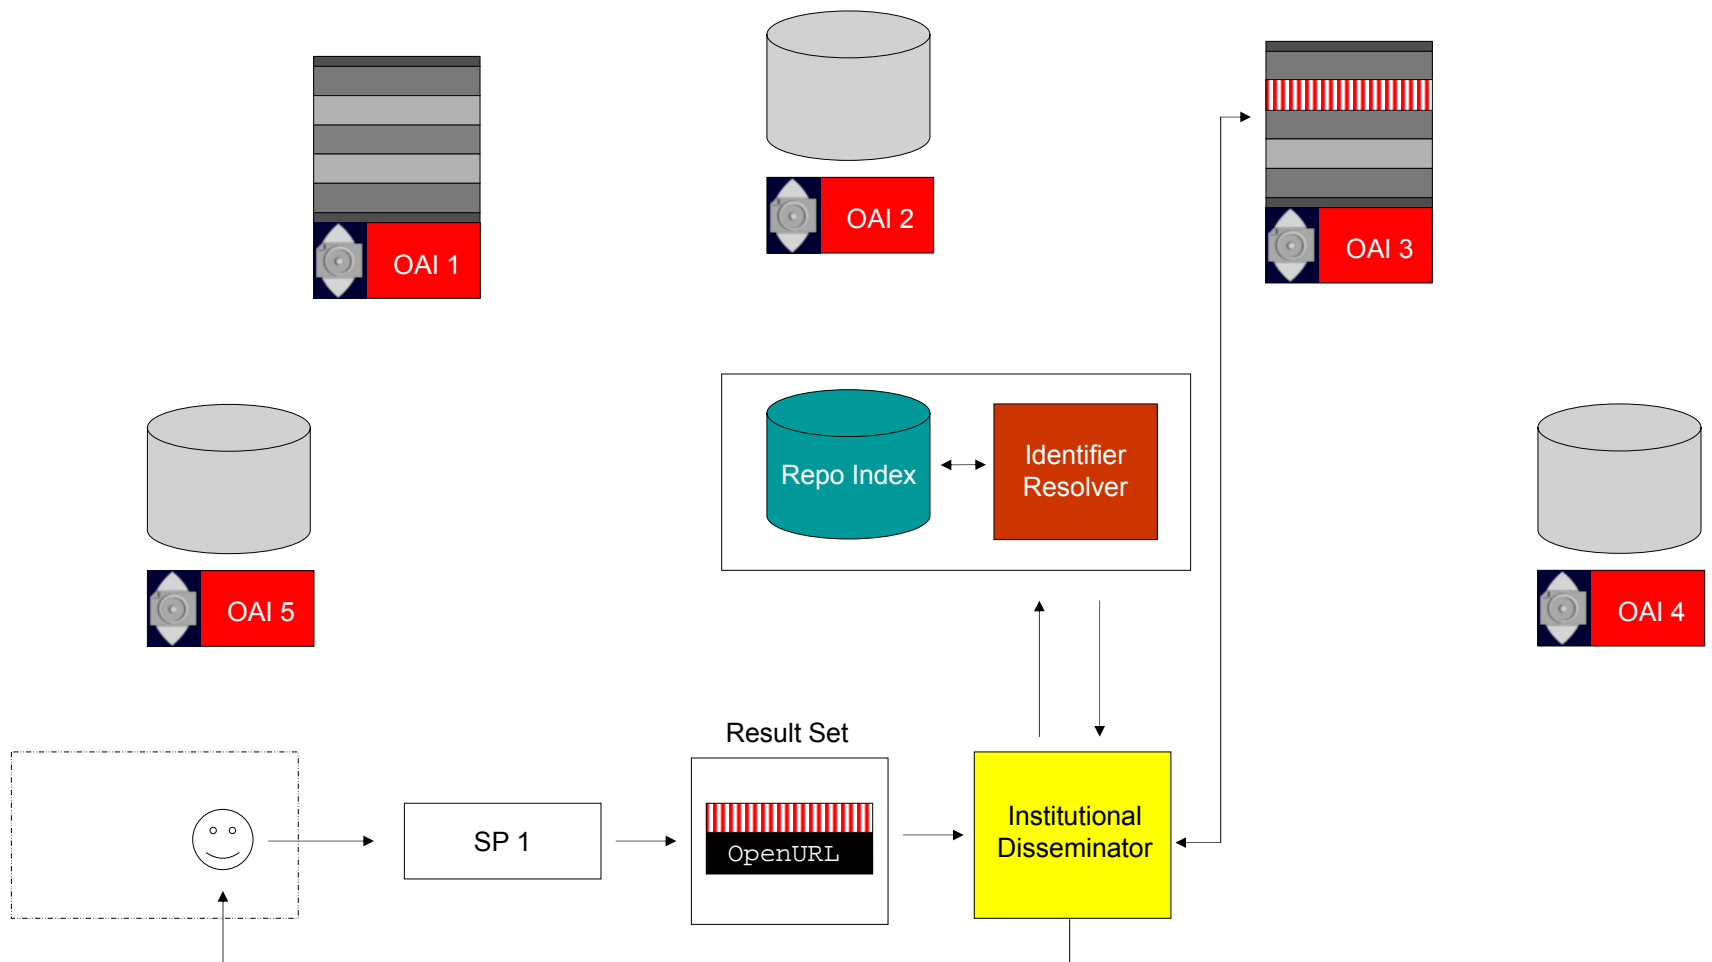 OAI 2
OAI 3
OAI 1
Repo Index
Identifier
Resolver
OAI 5
OAI 4
Result Set
SP 1
OpenURL
Institutional
Disseminator